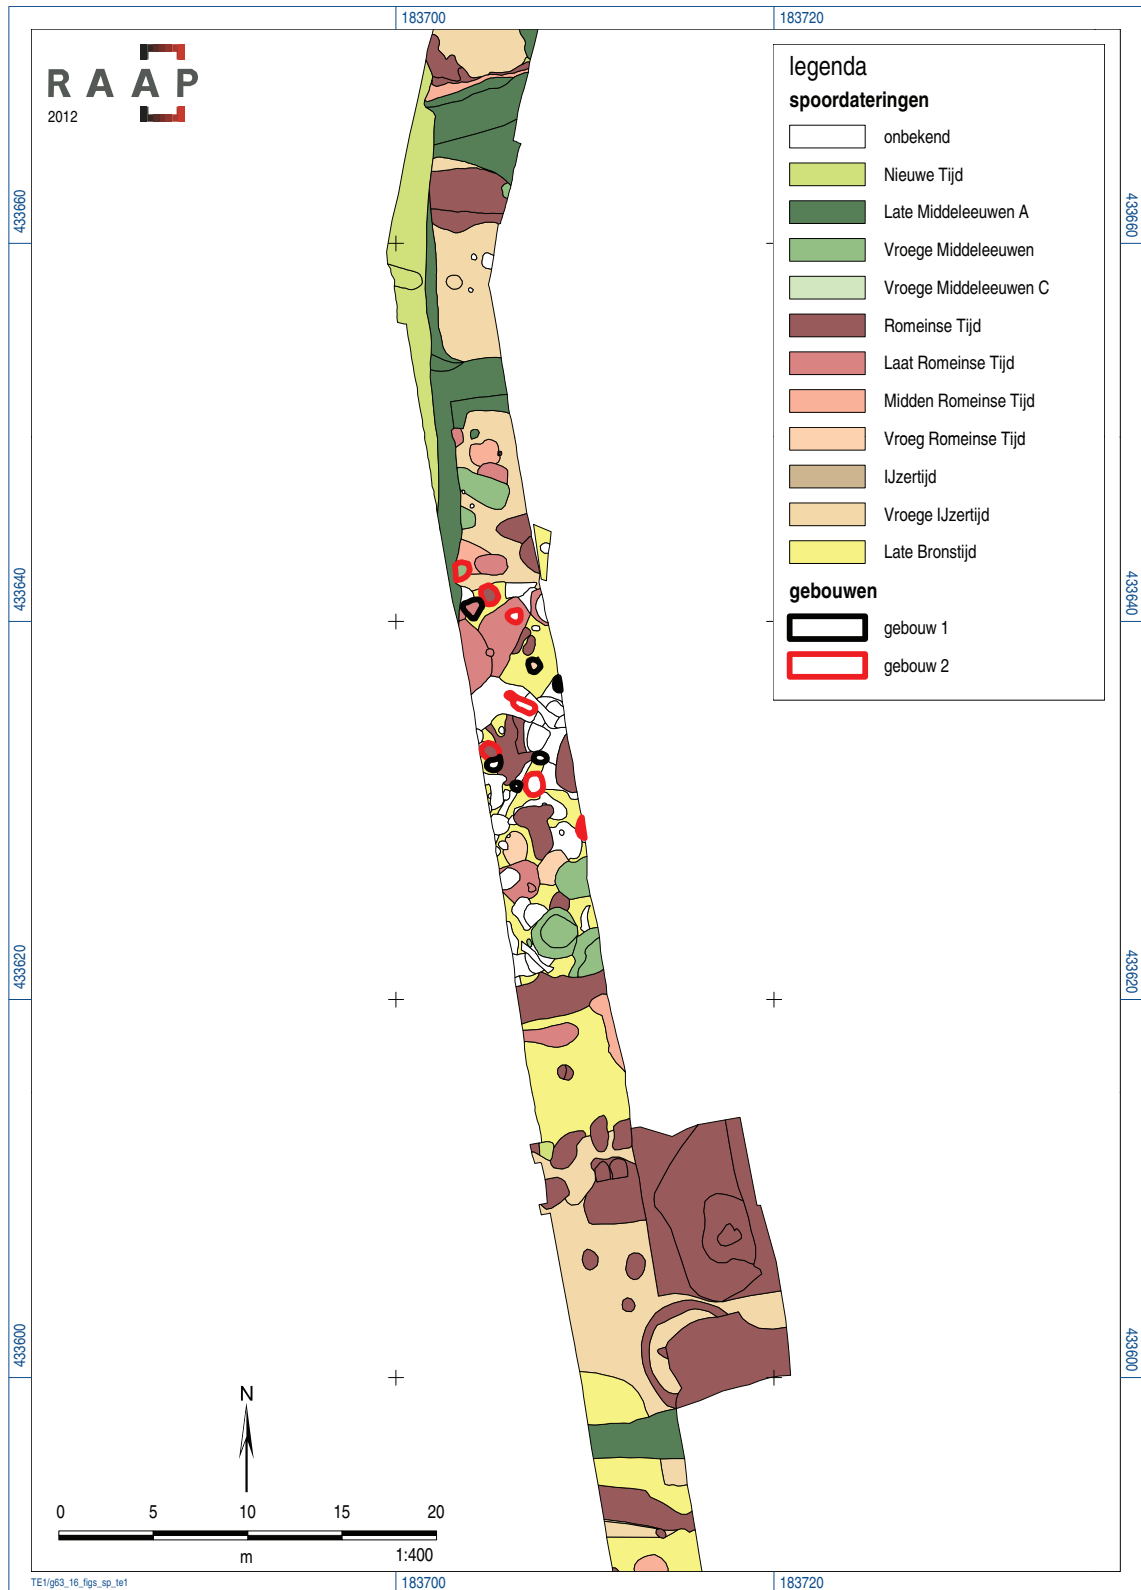 183700
183720
RAAP
2012
legenda
spoordateringen
onbekend
Nieuwe Tijd
Late Middeleeuwen A
Vroege Middeleeuwen
Vroege Middeleeuwen C
Romeinse Tijd
Laat Romeinse Tijd
Midden Romeinse Tijd
Vroeg Romeinse Tijd
IJzertijd
Vroege IJzertijd
Late Bronstijd
gebouwen
gebouw 1
gebouw 2
433660
433660
433640
433640
433620
433620
433600
433600
N
0 5 10 15 20
m 1:400
TE1/g63_16_figs_sp_te1
183700
183720